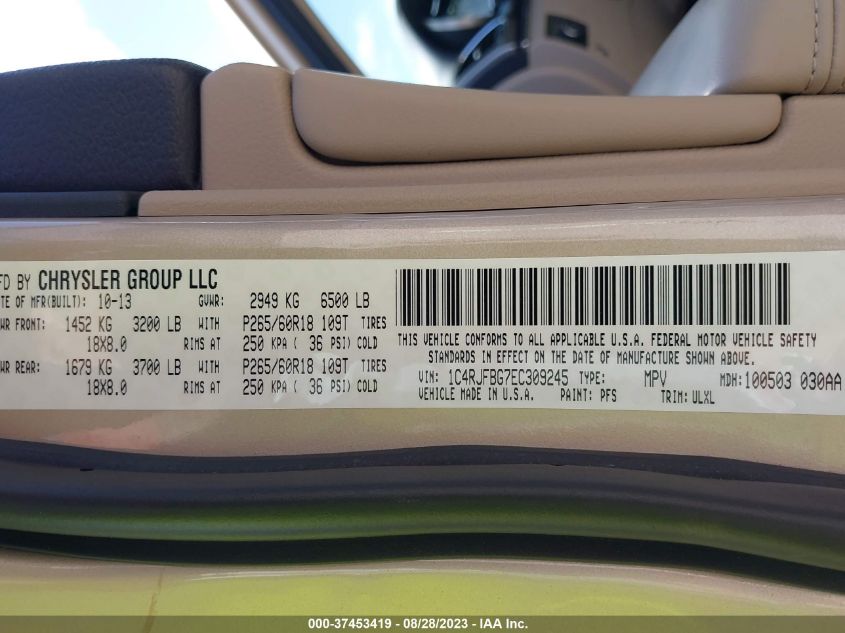 FD BY CHRYSLER GROUP LLC
ATE OF MFR(BUILT): 10-13 GVWR: 2949 KG 6500 LB
WR FRONT: 1452 KG 3200 LB WITH P265/60R18 109T TIRES
18X8.0 RIMS AT 250 KPA ( 36 PSI) COLD
WR REAR: 1679 KG 3700 LB WITH P265/60R18 109T TIRES
18X8.0 RIMS AT 250 KPA ( 36 PSI) COLD
THIS VEHICLE CONFORMS TO ALL APPLICABLE U.S.A. FEDERAL MOTOR VEHICLE SAFETY
STANDARDS IN EFFECT ON THE DATE OF MANUFACTURE SHOWN ABOVE.
VIN: 1C4RJFBG7EC309245 TYPE: MPV MDH:100503 030AA
VEHICLE MADE IN U.S.A. PAINT: PFS TRIM: ULXL
000-37453419 - 08/28/2023 - IAA Inc.